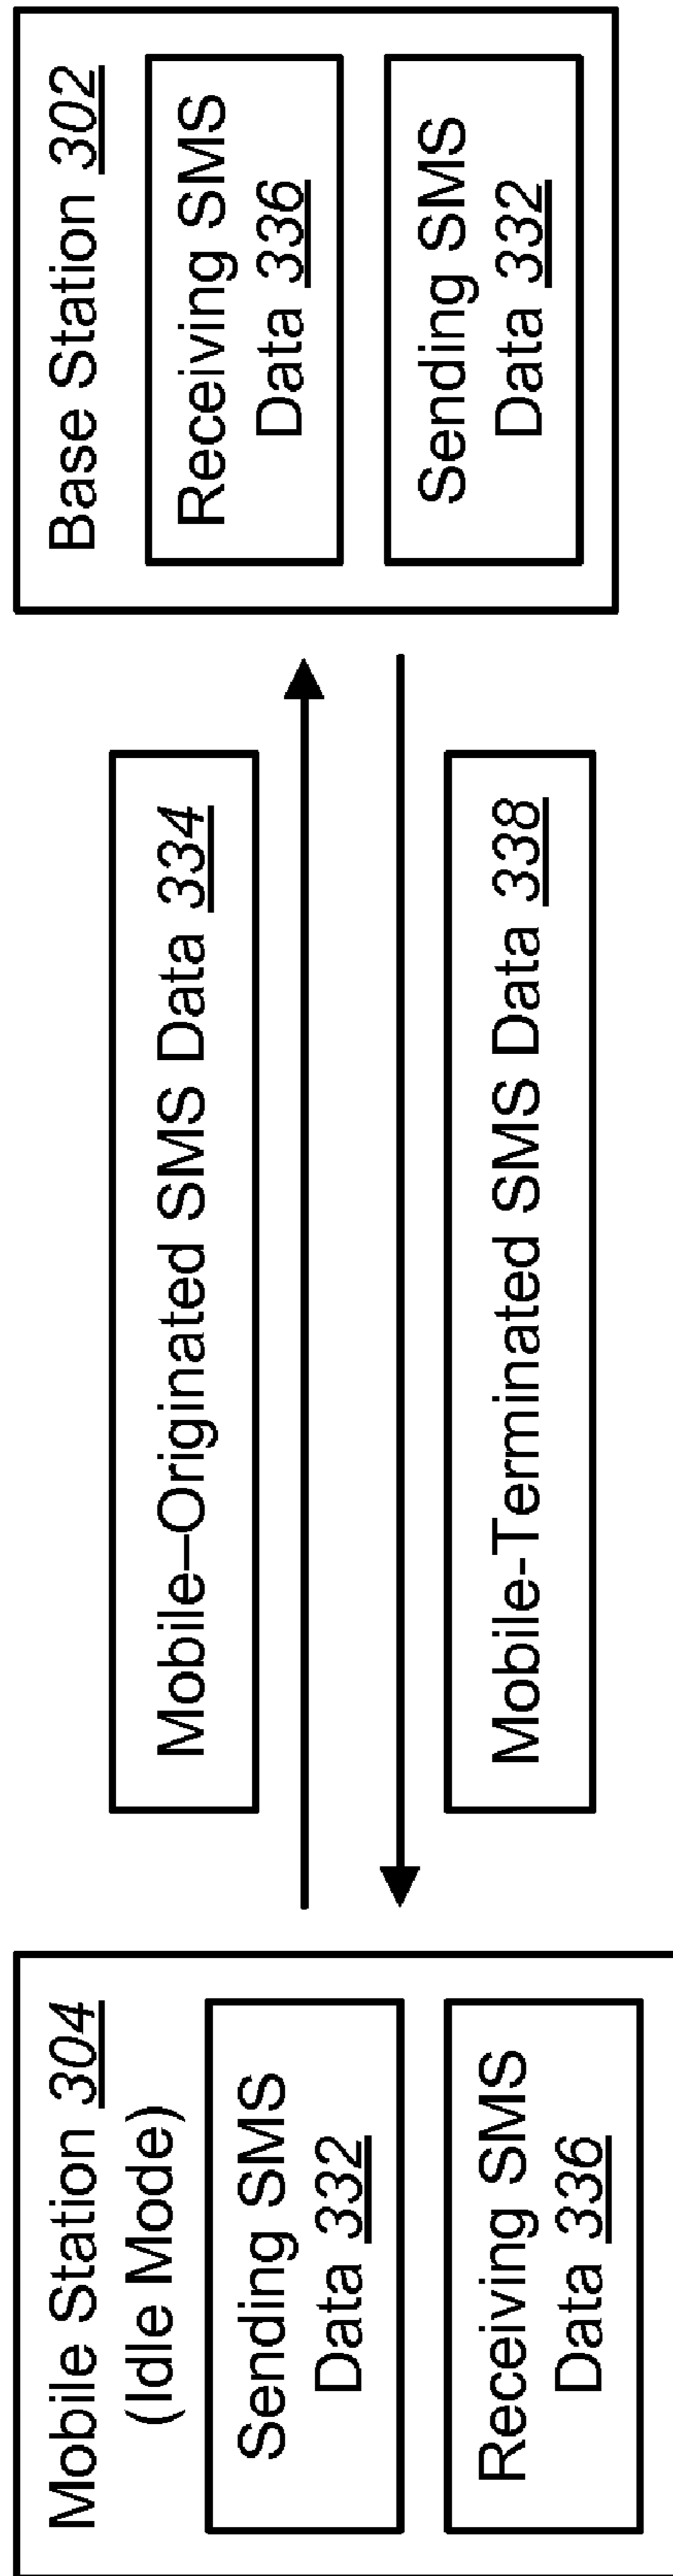 Mobile Station 304
(Idle Mode)
Sending SMS
Data 332
Receiving SMS
Data 336
Mobile–Originated SMS Data 334
Mobile-Terminated SMS Data 338
Base Station 302
Receiving SMS
Data 336
Sending SMS
Data 332